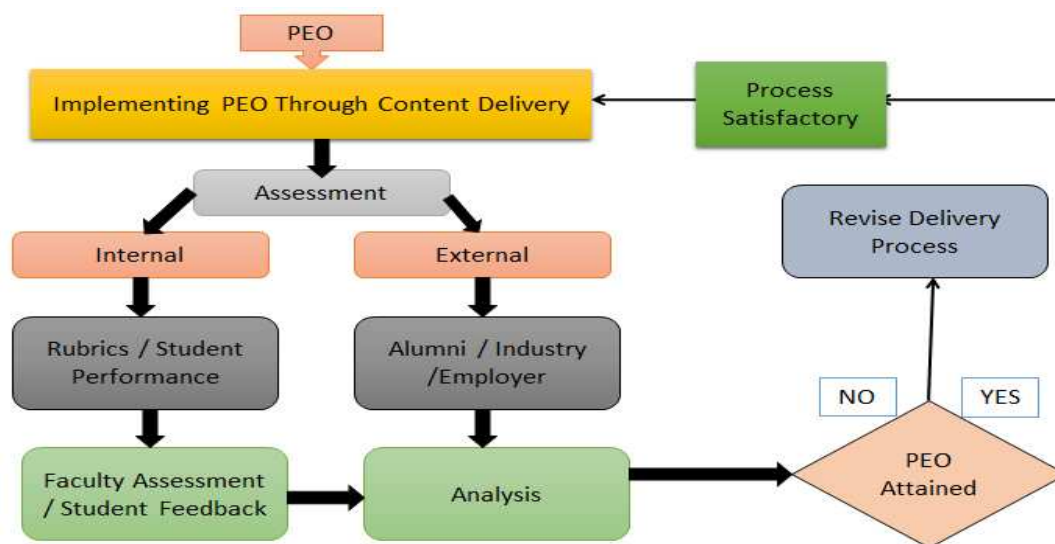 PEO
Implementing PEO Through Content Delivery
Process
Satisfactory
Assessment
Revise Delivery
Process
Internal
External
Rubrics / Student
Performance
Alumni / Industry
/Employer
NO
YES
PEO
Attained
Faculty Assessment
/ Student Feedback
Analysis